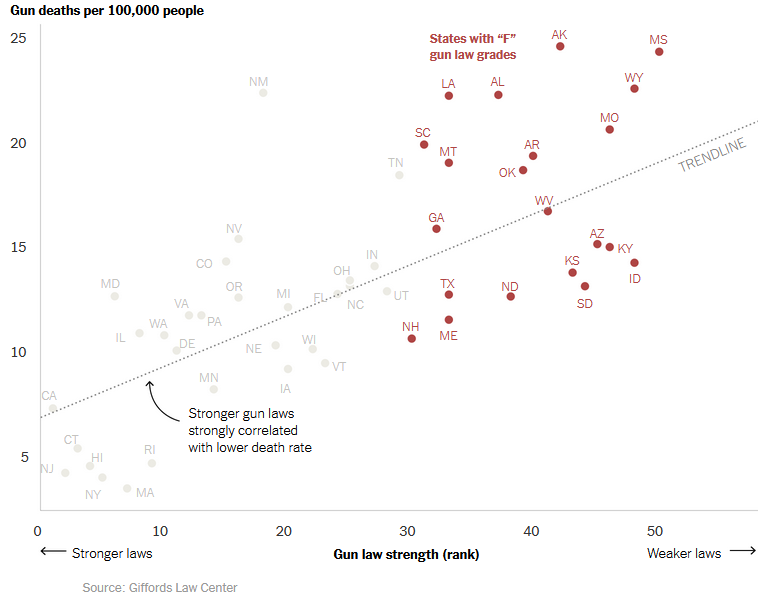 Gun deaths per 100,000 people
25
20
15
10
5
States with “F”
gun law grades
AK
MS
NM
LA
AL
WY
MO
SC
MT
AR
TRENDLINE
TN
OK
WV
GA
NV
AZ
KY
CO
IN
OH
KS
ID
MD
OR
MI
FL
NC
UT
TX
ND
SD
VA
PA
WA
IL
DE
NH
ME
NE
WI
VT
MN
IA
CA
Stronger gun laws
strongly correlated
with lower death rate
CT
HI
RI
NJ
NY
MA
0 10 20 30 40 50
Stronger laws Gun law strength (rank) Weaker laws
Source: Giffords Law Center